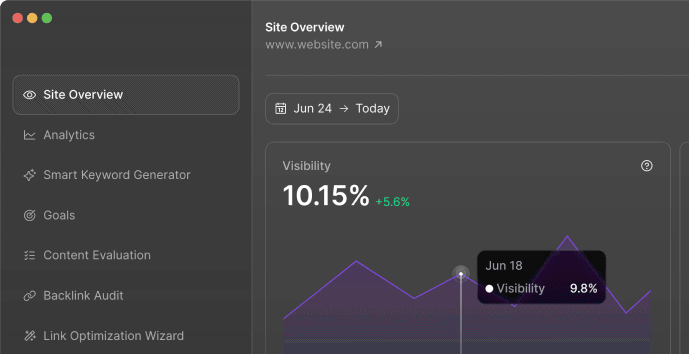 Site Overview
www.website.com ↗
Site Overview
Analytics
Smart Keyword Generator
Goals
Content Evaluation
Backlink Audit
Link Optimization Wizard
Jun 24 → Today
Visibility
10.15% +5.6%
Jun 18
Visibility 9.8%